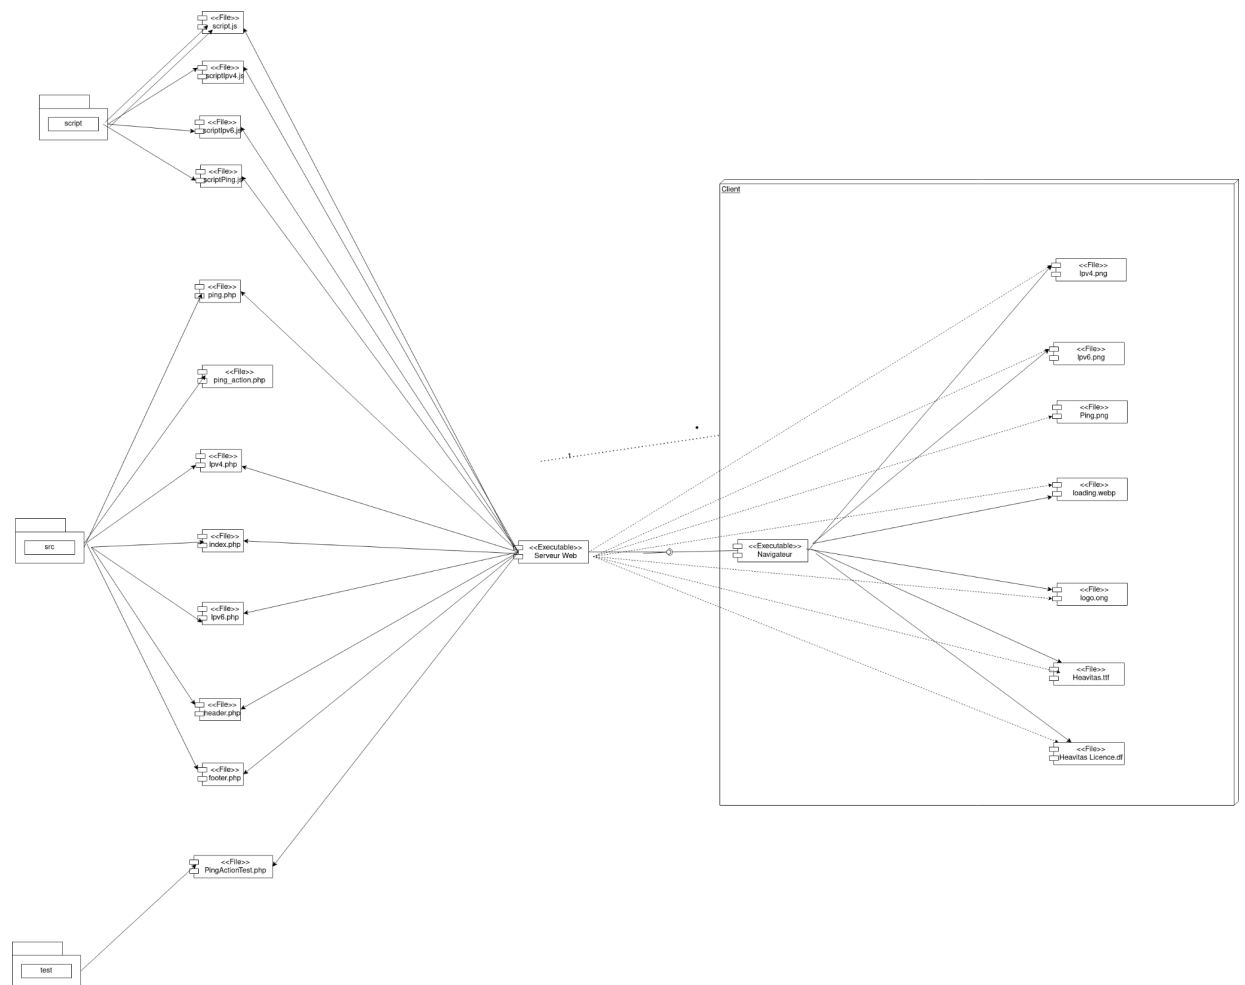 <<File>>
script.js
<<File>>
scriptIpv4.js
script
<<File>>
scriptIpv6.js
<<File>>
scriptPing.js
<<File>>
ping.php
<<File>>
ping_action.php
<<File>>
Ipv4.php
src
<<File>>
index.php
<<File>>
Ipv6.php
<<File>>
header.php
<<File>>
footer.php
<<File>>
PingActionTest.php
test
<<Executable>>
Serveur Web
1
*
Client
<<Executable>>
Navigateur
<<File>>
Ipv4.png
<<File>>
Ipv6.png
<<File>>
Ping.png
<<File>>
loading.webp
<<File>>
logo.ong
<<File>>
Heavitas.ttf
<<File>>
Heavitas Licence.df